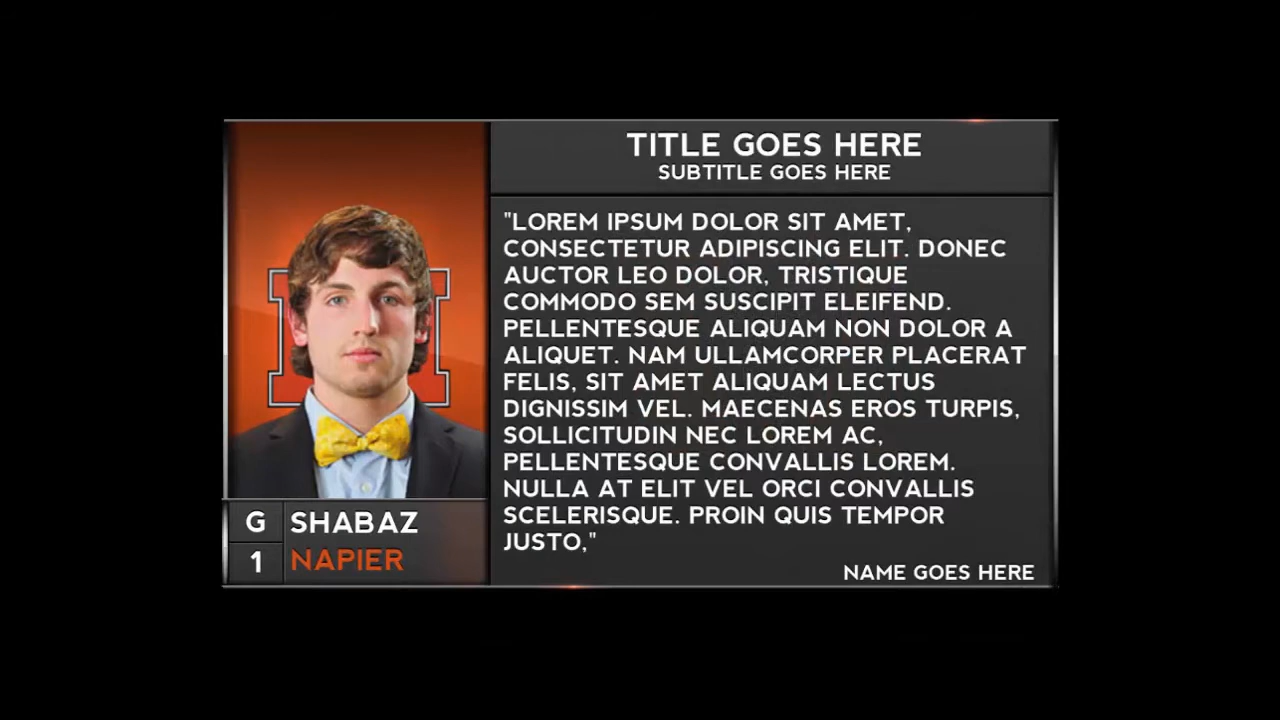 TITLE GOES HERE
SUBTITLE GOES HERE
"LOREM IPSUM DOLOR SIT AMET,
CONSECTETUR ADIPISCING ELIT. DONEC
AUCTOR LEO DOLOR, TRISTIQUE
COMMODO SEM SUSCIPIT ELEIFEND.
PELLENTESQUE ALIQUAM NON DOLOR A
ALIQUET. NAM ULLAMCORPER PLACERAT
FELIS, SIT AMET ALIQUAM LECTUS
DIGNISSIM VEL. MAECENAS EROS TURPIS,
SOLLICITUDIN NEC LOREM AC,
PELLENTESQUE CONVALLIS LOREM.
NULLA AT ELIT VEL ORCI CONVALLIS
SCELERISQUE. PROIN QUIS TEMPOR
JUSTO,"
NAME GOES HERE
G SHABAZ
1 NAPIER